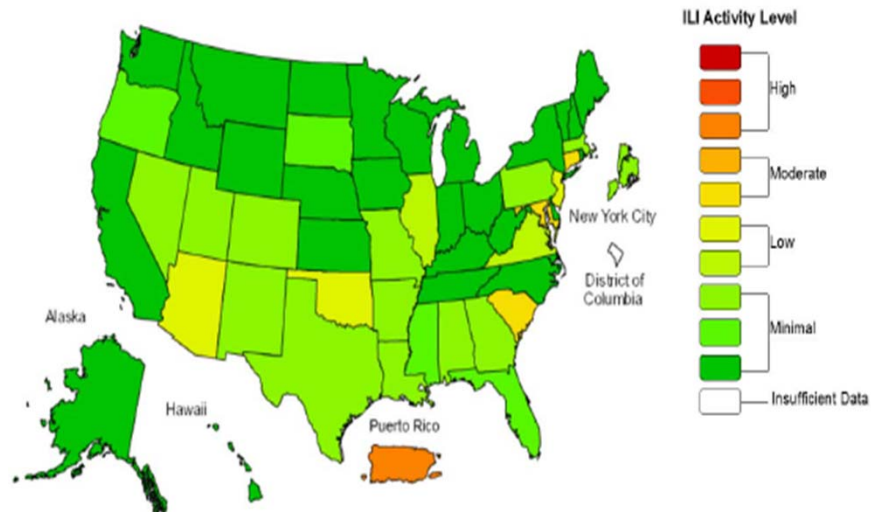 ILI Activity Level
High
Moderate
Low
Minimal
Insufficient Data
New York City
District of
Columbia
Alaska
Hawaii
Puerto Rico